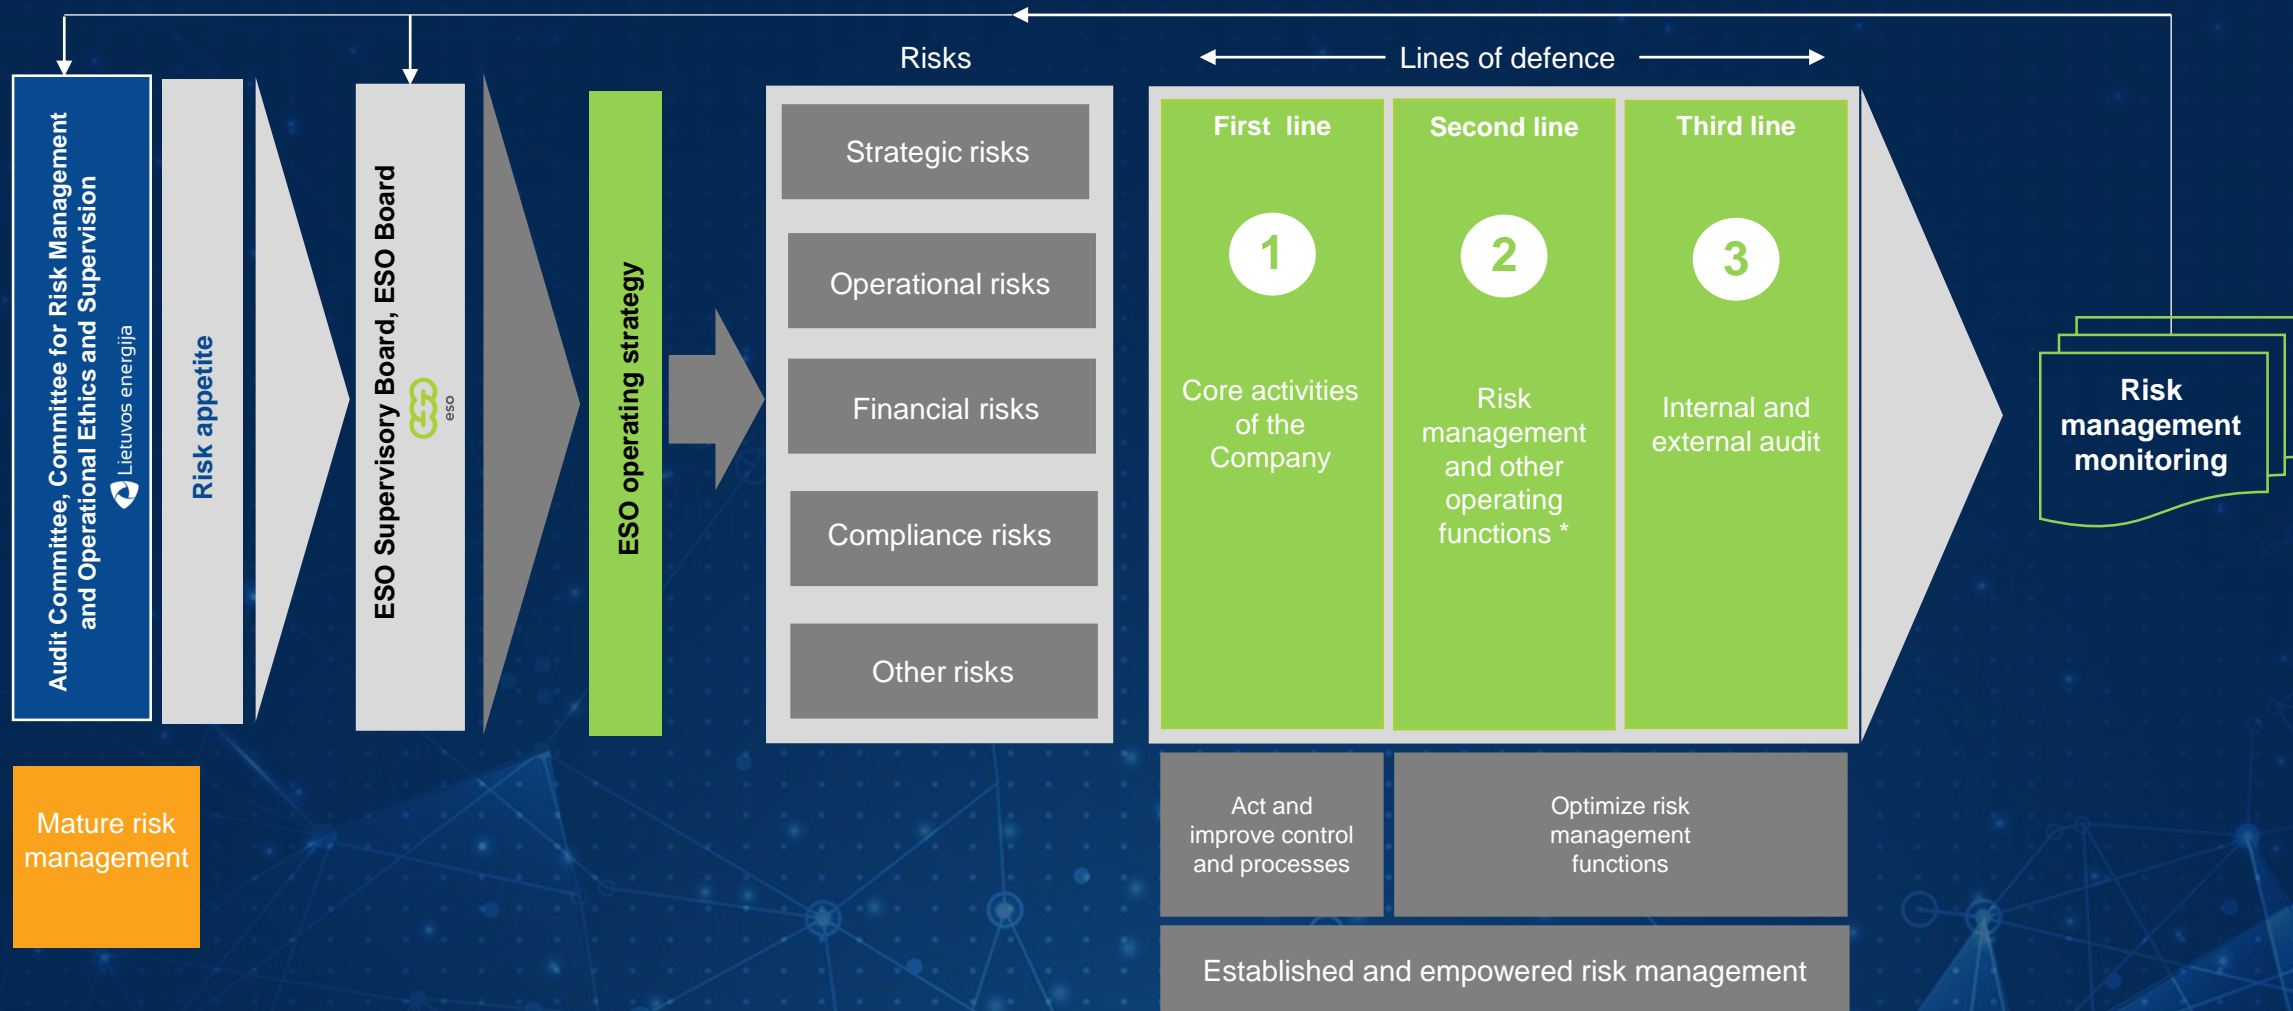 Risks
Lines of defence
Audit Committee, Committee for Risk Management
and Operational Ethics and Supervision
Lietuvos energija
Risk appetite
ESO Supervisory Board, ESO Board
eso
ESO operating strategy
Strategic risks
Operational risks
Financial risks
Compliance risks
Other risks
First line
1
Core activities
of the
Company
Second line
2
Risk
management
and other
operating
functions *
Third line
3
Internal and
external audit
Risk
management
monitoring
Mature risk
management
Act and
improve control
and processes
Optimize risk
management
functions
Established and empowered risk management